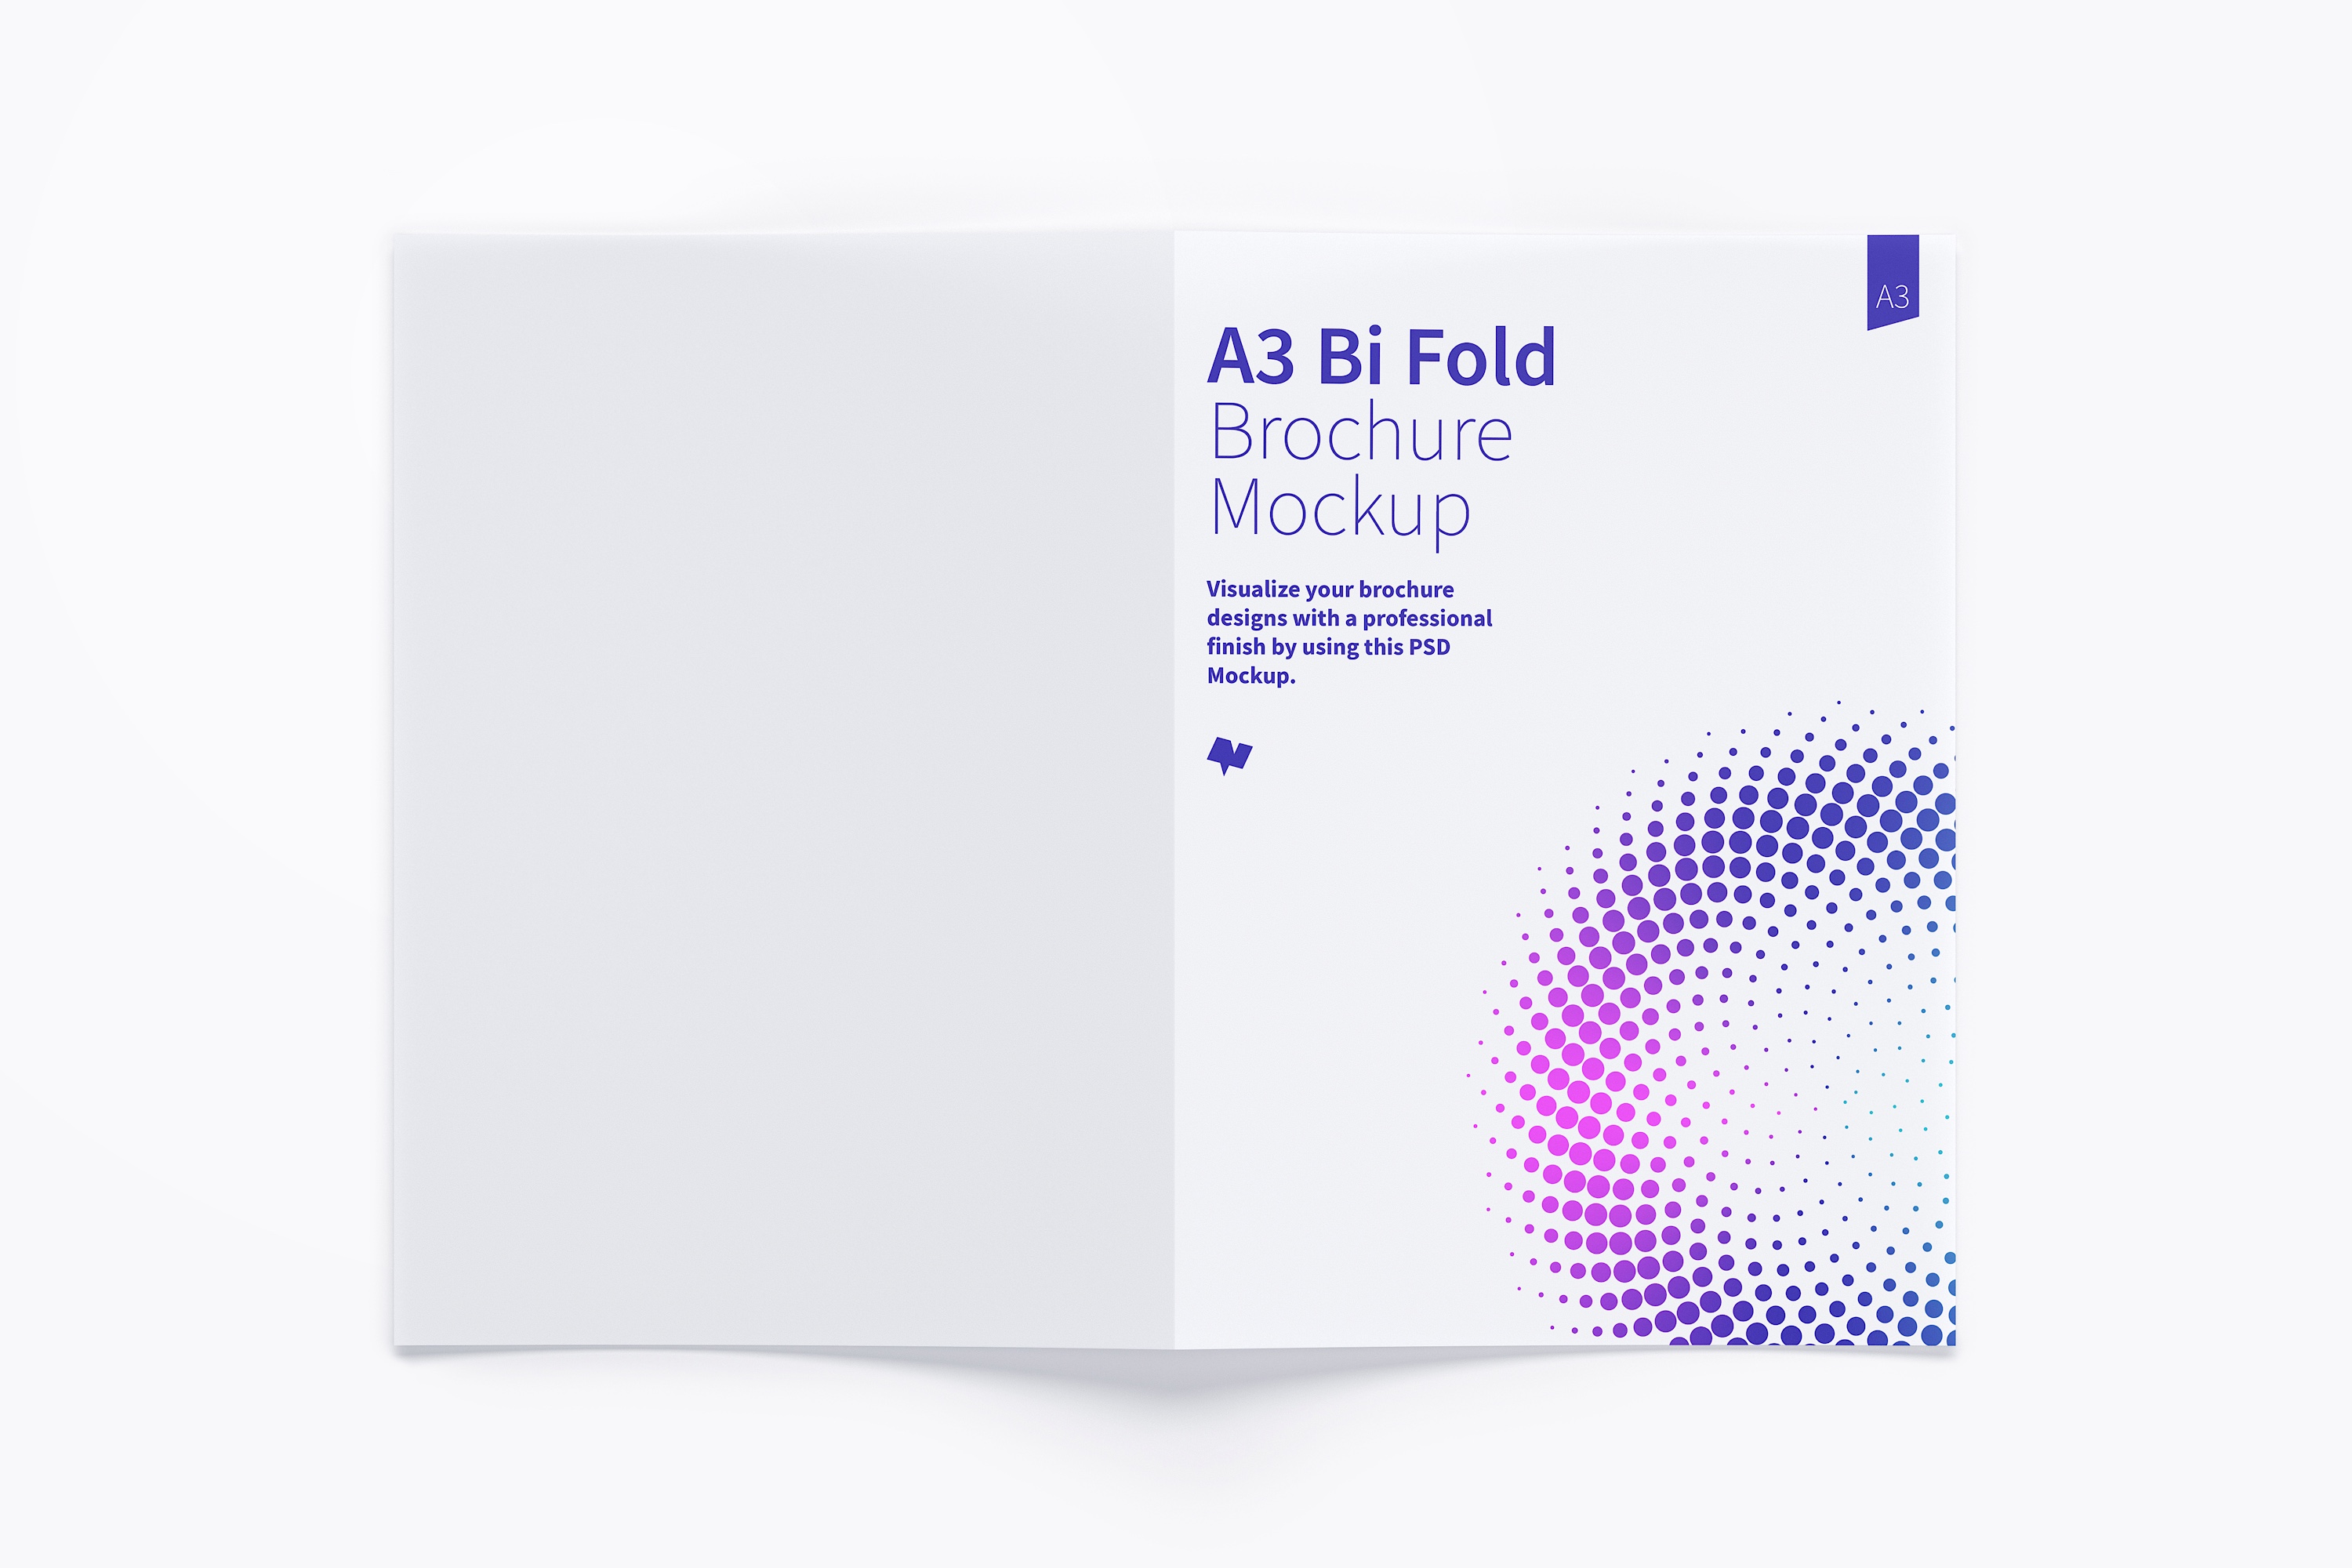 A3
A3 Bi Fold
Brochure
Mockup
Visualize your brochure
designs with a professional
finish by using this PSD
Mockup.